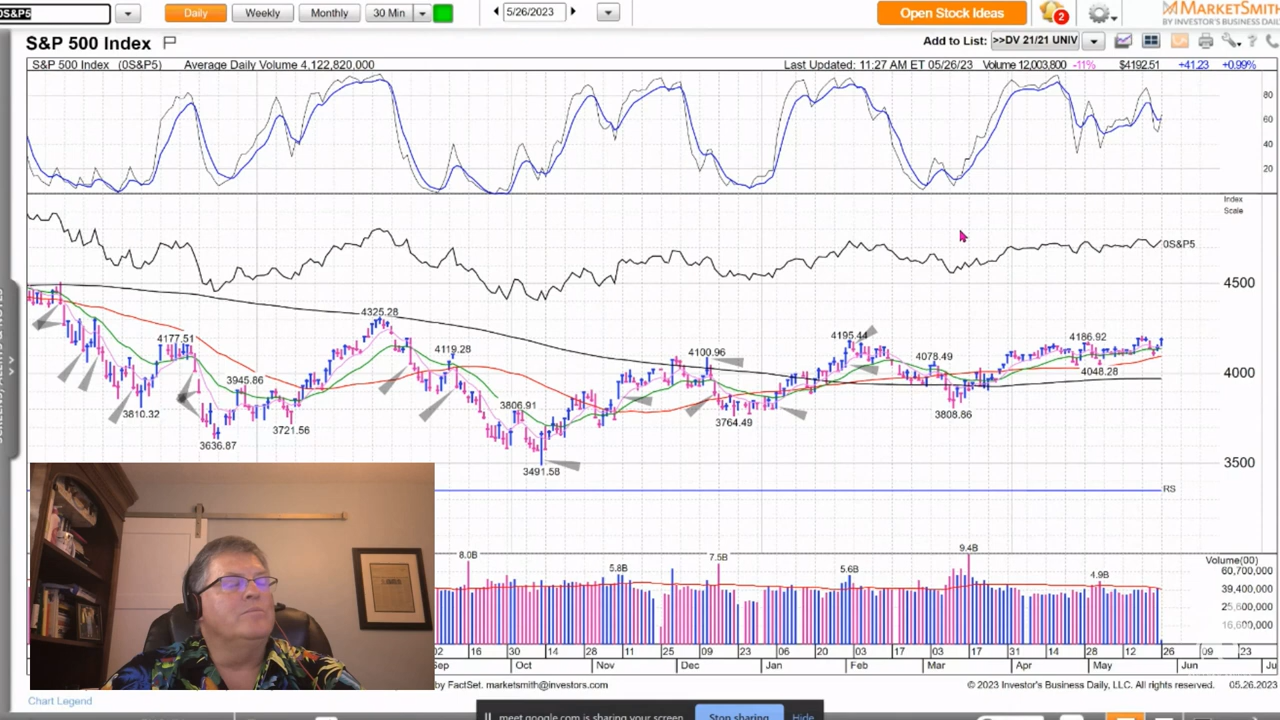 0S&P5
Daily
Weekly
Monthly
30 Min
5/26/2023
Open Stock Ideas
2
MARKETSMITH
BY INVESTOR'S BUSINESS DAILY
S&P 500 Index
Add to List:
>>DV 21/21 UNIV
S&P 500 Index (0S&P5) Average Daily Volume 4,122,820,000
Last Updated: 11:27 AM ET 05/26/23 Volume 12,003,800 -11% $4192.51 +41.23 +0.99%
80
60
40
20
Index
Scale
0S&P5
4500
4325.28
4177.51
4195.44
4186.92
4119.28
4100.96
4078.49
4000
4048.28
3945.86
3810.32
3806.91
3808.86
3764.49
3721.56
3636.87
3491.58
3500
RS
8.0B
7.5B
5.8B
5.6B
9.4B
4.9B
Volume(00)
60,700,000
39,400,000
25,600,000
16,600,000
02 16 30 14 28 11 25 09 23 06 20 03 17 03 17 31 14 28 12 26 09 23
Sep Oct Nov Dec Jan Feb Mar Apr May Jun Jul
by FactSet. marketsmith@investors.com
© 2023 Investor's Business Daily, LLC. All rights reserved. 05.26.2023
Chart Legend
meet.google.com is sharing your screen.
Stop sharing
Hide